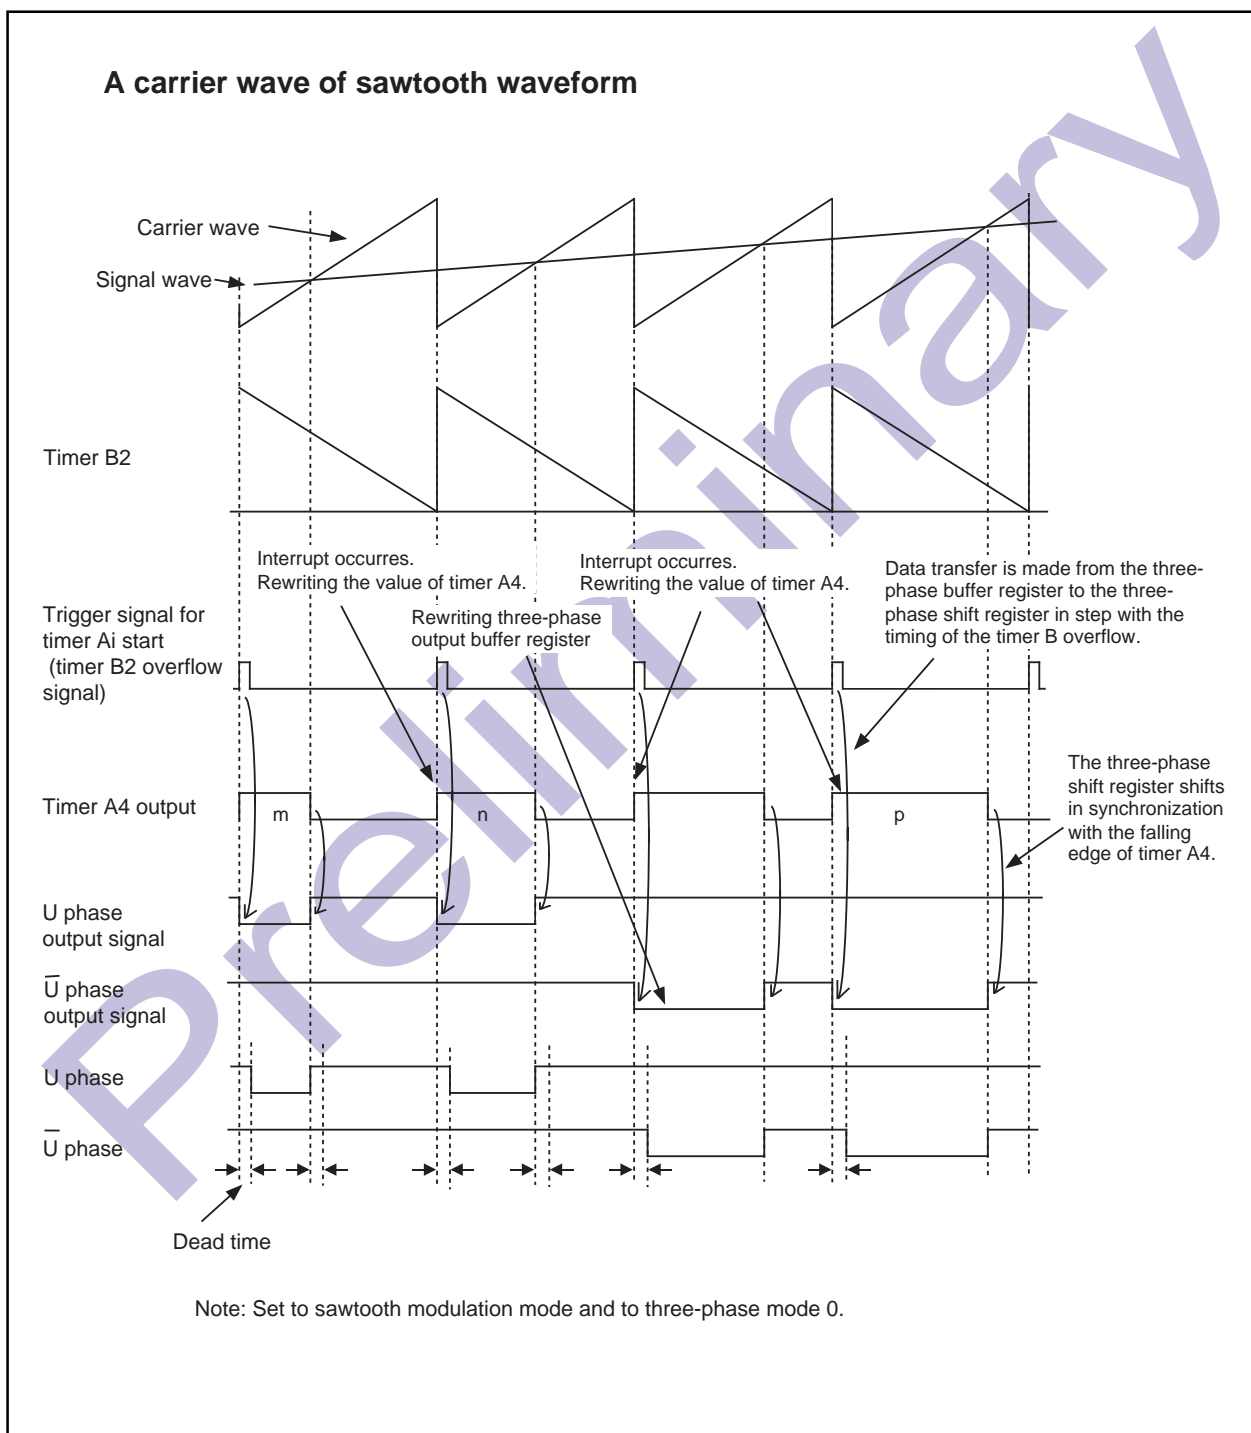 A carrier wave of sawtooth waveform
Carrier wave
Signal wave
Timer B2
Interrupt occurres.
Rewriting the value of timer A4.
Interrupt occurres.
Rewriting the value of timer A4.
Data transfer is made from the three-
phase buffer register to the three-
phase shift register in step with the
timing of the timer B overflow.
Rewriting three-phase
output buffer register
Trigger signal for
timer Ai start
(timer B2 overflow
signal)
The three-phase
shift register shifts
in synchronization
with the falling
edge of timer A4.
Timer A4 output
m
n
p
U phase
output signal
U̅ phase
output signal
U phase
U̅ phase
Dead time
Note: Set to sawtooth modulation mode and to three-phase mode 0.
Preliminary